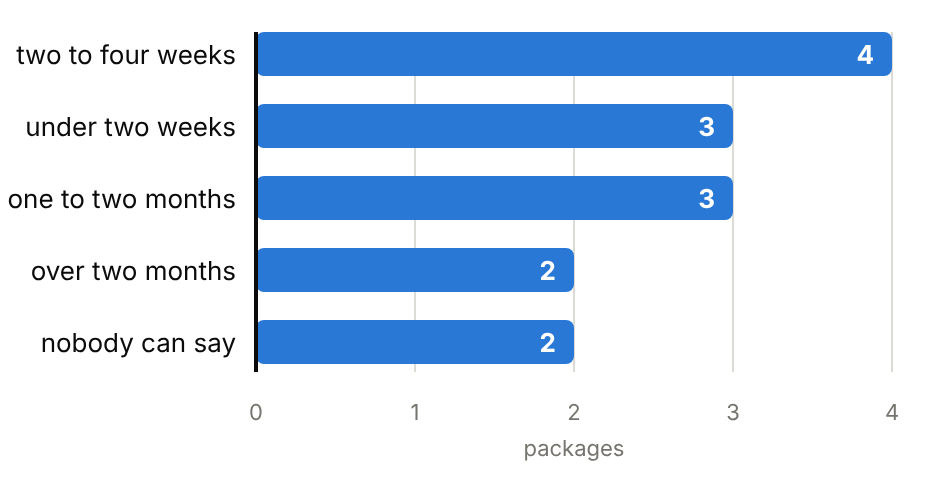 two to four weeks 4
under two weeks 3
one to two months 3
over two months 2
nobody can say 2
0 1 2 3 4
packages